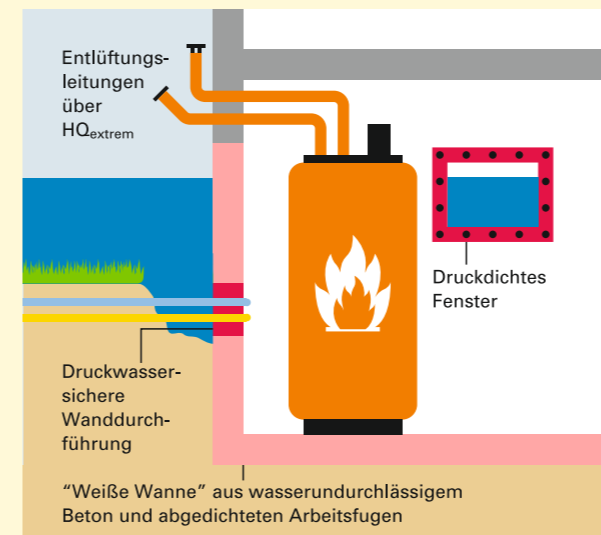 Entlüftungs-
leitungen
über
HQextrem
Druckdichtes
Fenster
Druckwasser-
sichere
Wanddurch-
führung
“Weiße Wanne” aus wasserundurchlässigem
Beton und abgedichteten Arbeitsfugen